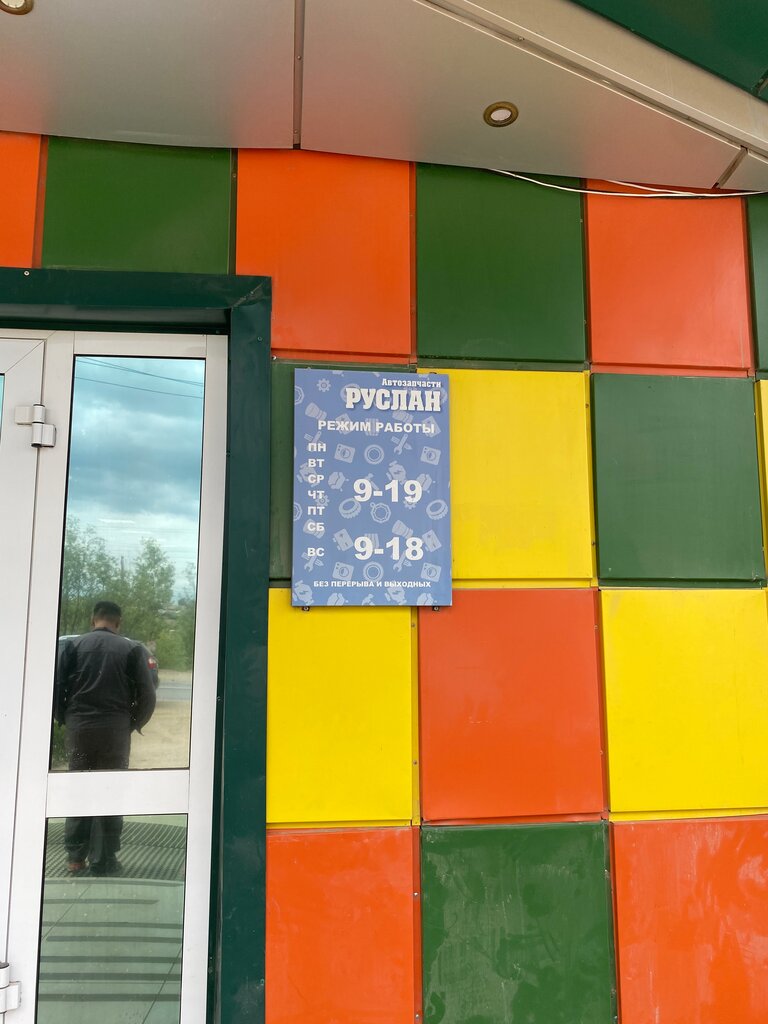 Автозапчасти
РУСЛАН
РЕЖИМ РАБОТЫ
ПН
ВТ
СР
ЧТ
ПТ
СБ
9-19
ВС
9-18
БЕЗ ПЕРЕРЫВА И ВЫХОДНЫХ